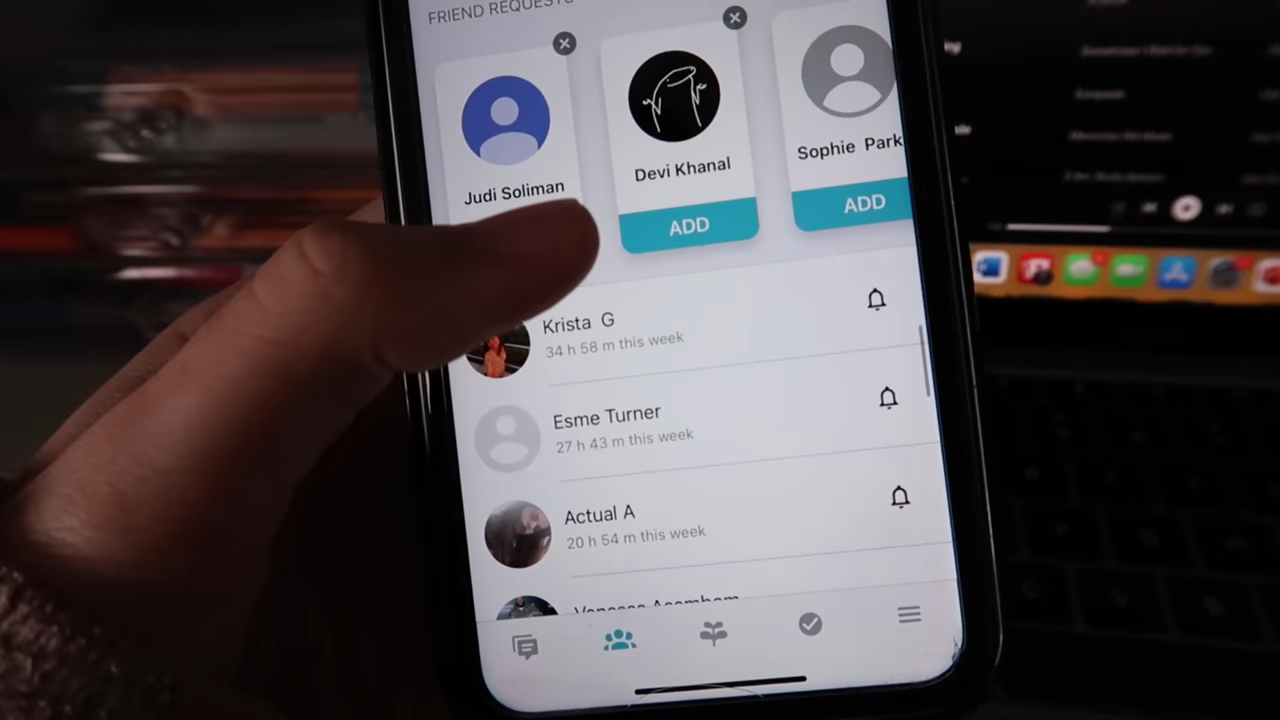 FRIEND REQUESTS
Judi Soliman
Devi Khanal
Sophie Park
ADD
ADD
Krista G
34 h 58 m this week
Esme Turner
27 h 43 m this week
Actual A
20 h 54 m this week